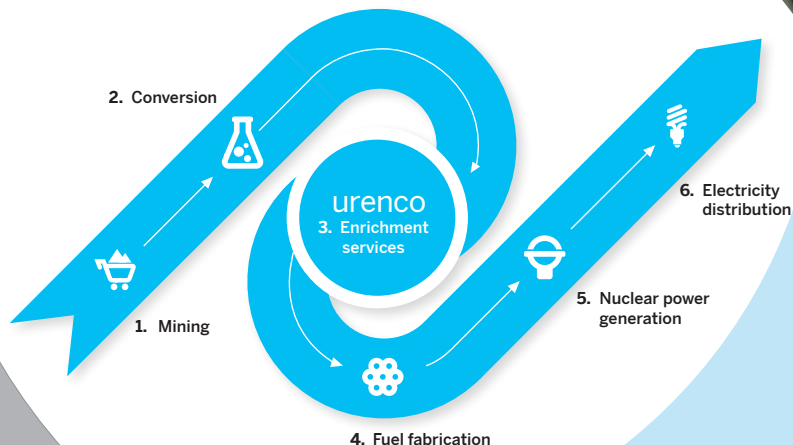 1. Mining
2. Conversion
urenco
3. Enrichment
services
4. Fuel fabrication
5. Nuclear power
generation
6. Electricity
distribution